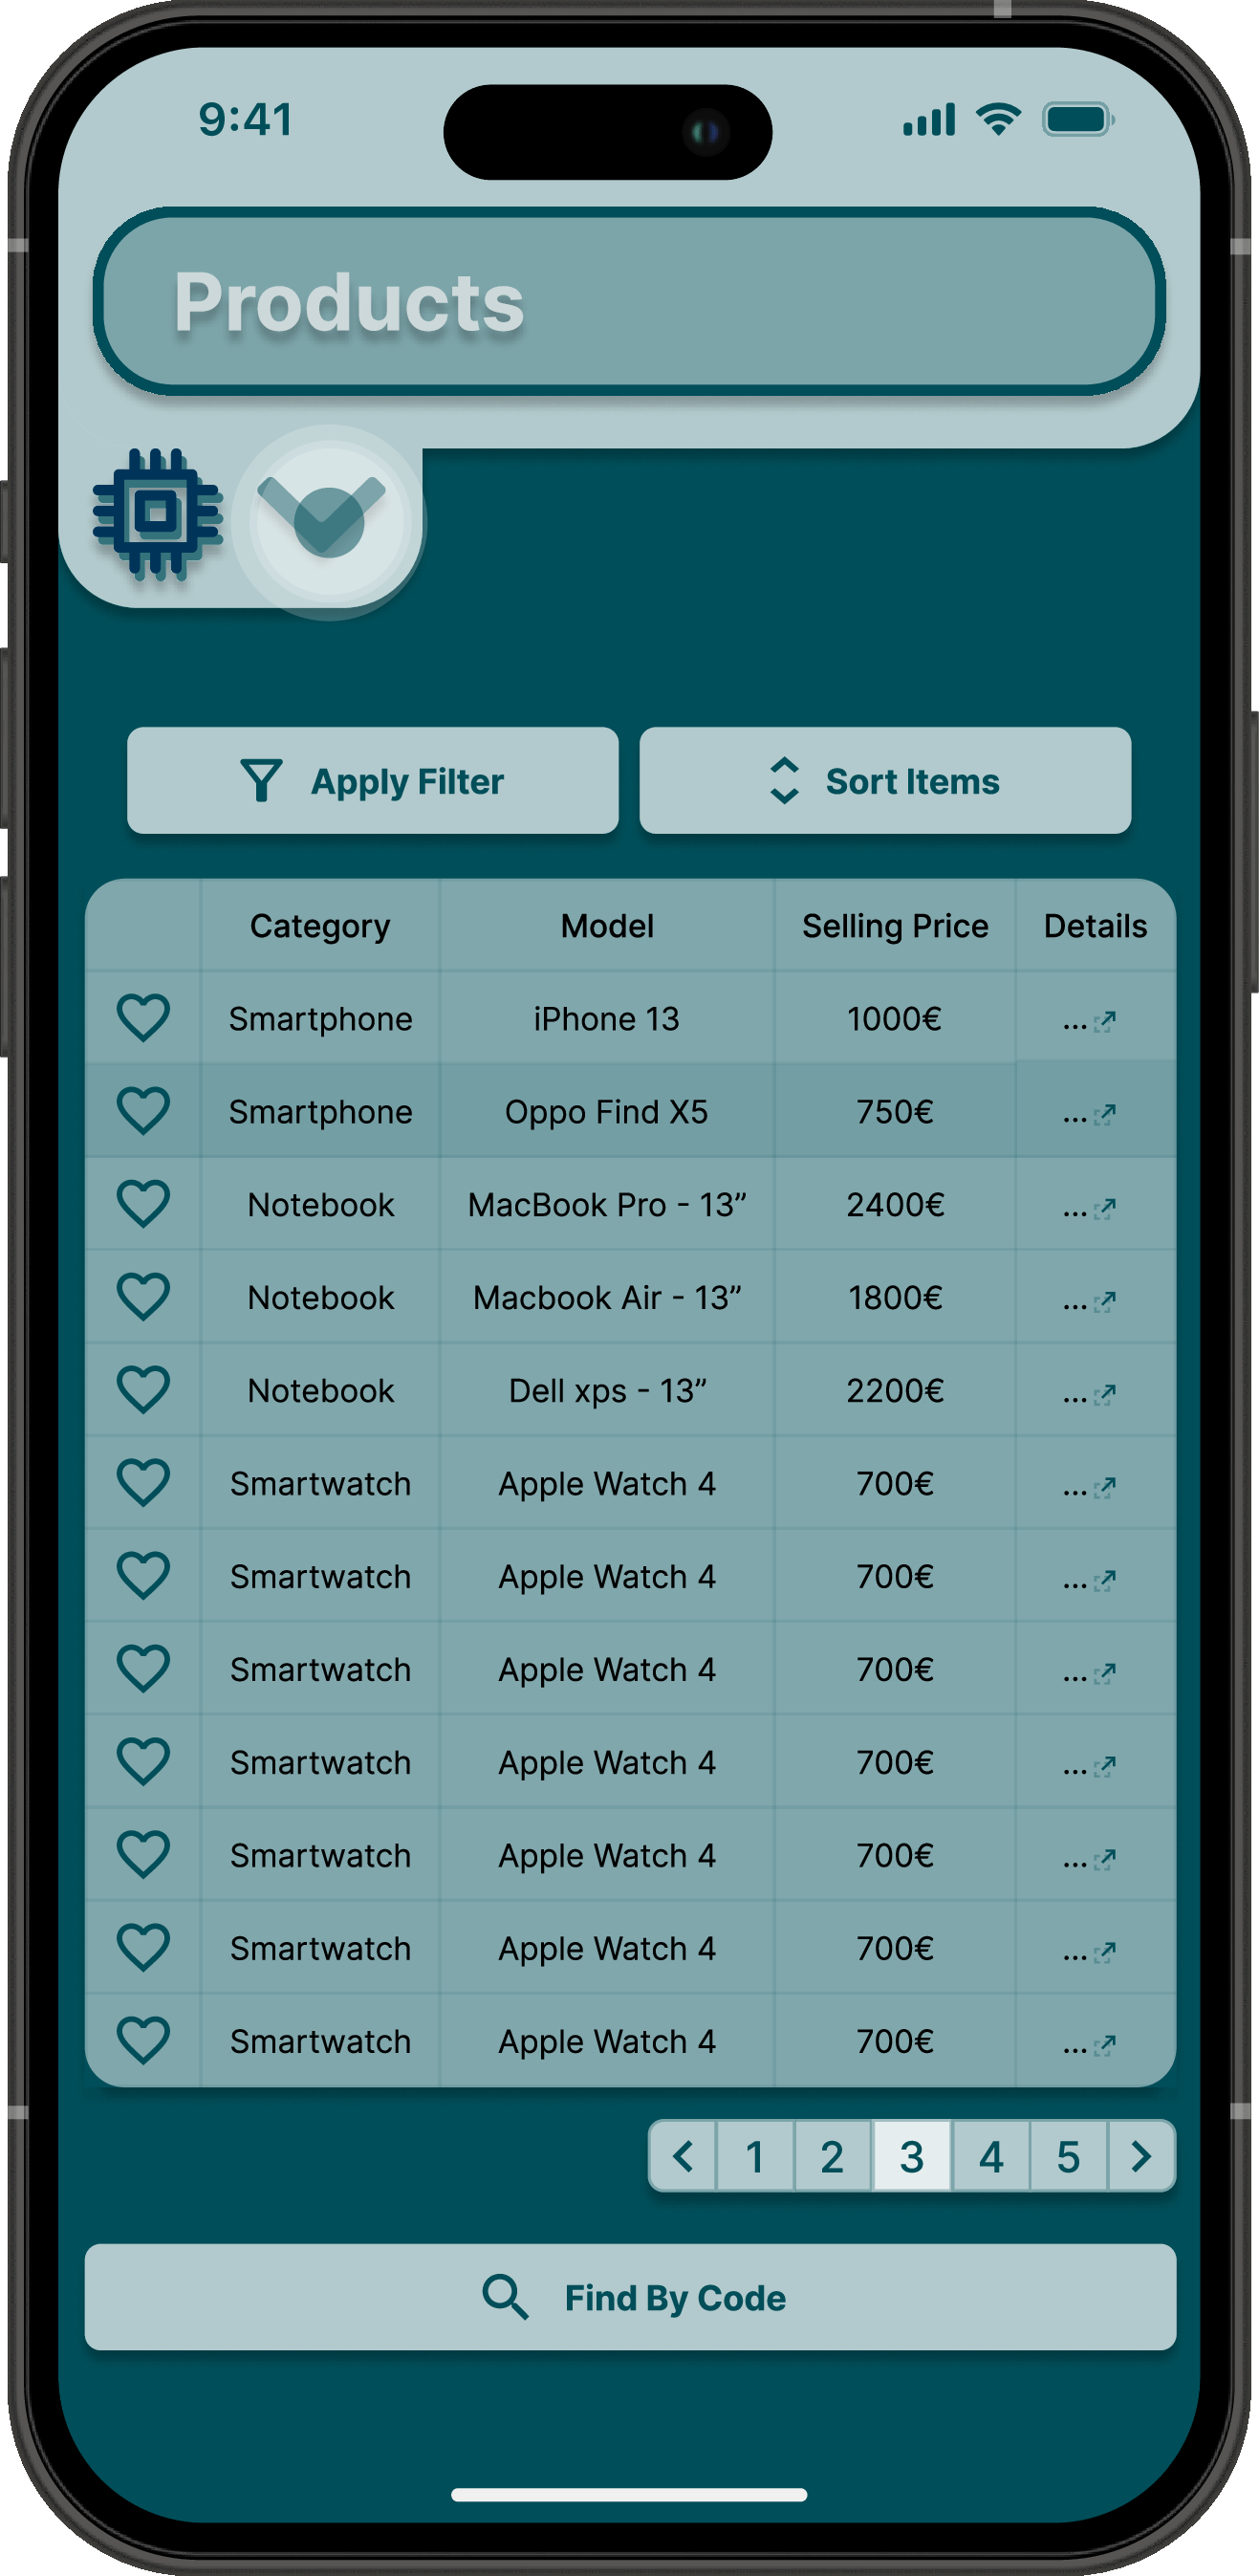 9:41
Products
Apply Filter Sort Items
Category Model Selling Price Details
Smartphone iPhone 13 1000€ ...
Smartphone Oppo Find X5 750€ ...
Notebook MacBook Pro - 13” 2400€ ...
Notebook Macbook Air - 13” 1800€ ...
Notebook Dell xps - 13” 2200€ ...
Smartwatch Apple Watch 4 700€ ...
Smartwatch Apple Watch 4 700€ ...
Smartwatch Apple Watch 4 700€ ...
Smartwatch Apple Watch 4 700€ ...
Smartwatch Apple Watch 4 700€ ...
Smartwatch Apple Watch 4 700€ ...
Smartwatch Apple Watch 4 700€ ...
1 2 3 4 5
Find By Code